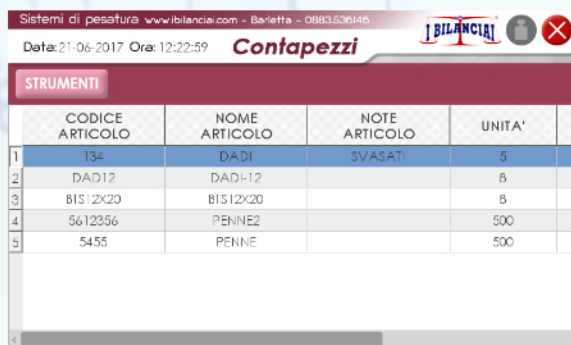 Sistemi di pesatura www.ibilanciai.com - Barletta - 0883.536146
I BILANCIAI
Data:21-06-2017 Ora: 12:22:59 Contapezzi
STRUMENTI
CODICE ARTICOLO NOME ARTICOLO NOTE ARTICOLO UNITA'
1 134 DADI SVASATI 5
2 DAD12 DADI-12 8
3 BTS12X20 BTS12X20 8
4 5612356 PENNE2 500
5 5455 PENNE 500